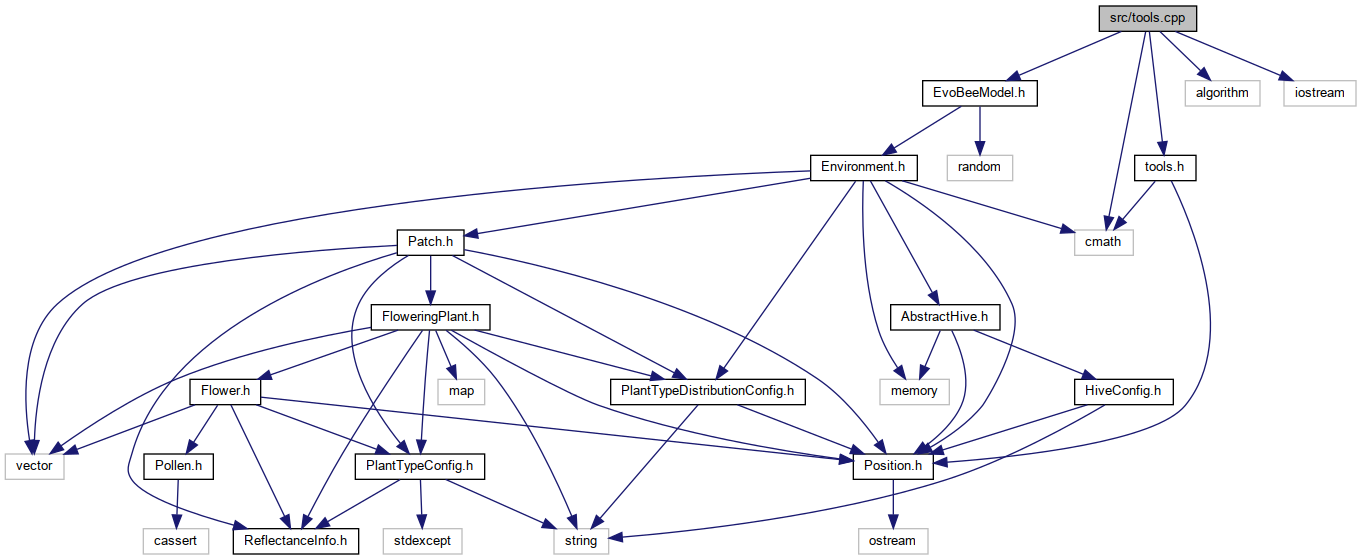 src/tools.cpp
EvoBeeModel.h
algorithm
iostream
Environment.h
random
tools.h
Patch.h
cmath
FloweringPlant.h
AbstractHive.h
Flower.h
map
PlantTypeDistributionConfig.h
memory
HiveConfig.h
vector
Pollen.h
PlantTypeConfig.h
Position.h
cassert
ReflectanceInfo.h
stdexcept
string
ostream